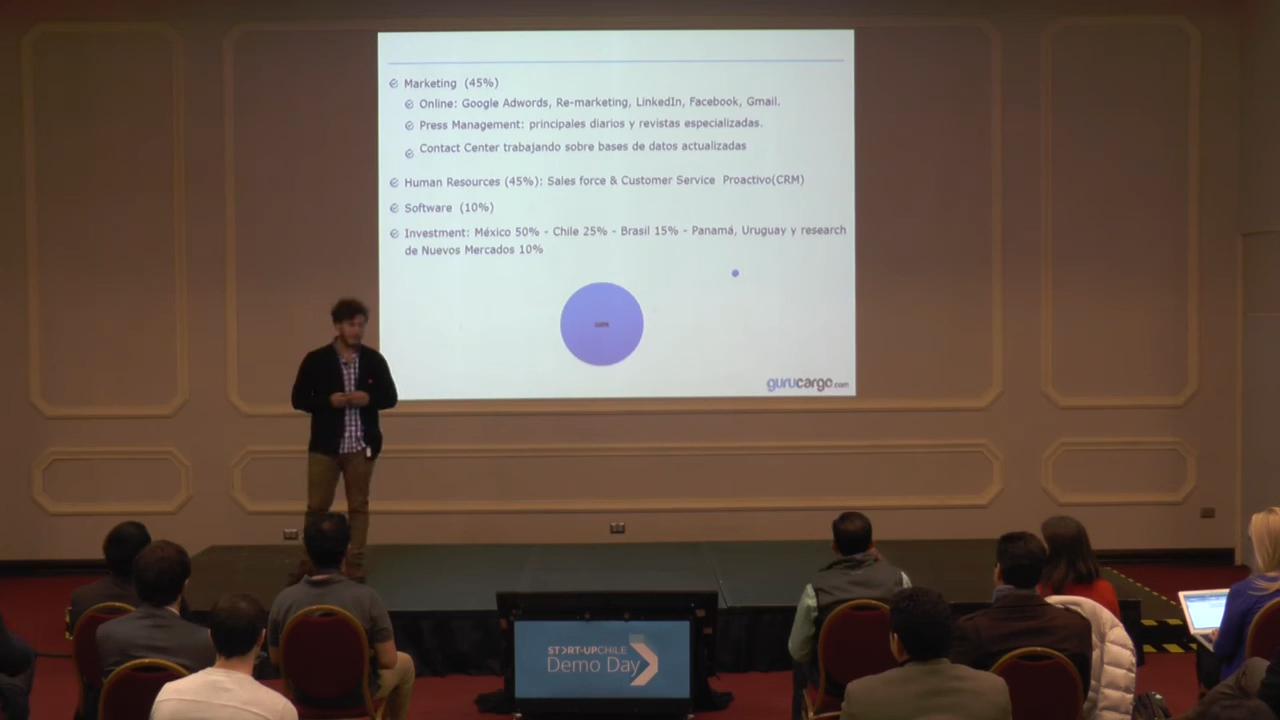 Marketing (45%)
Online: Google Adwords, Re-marketing, LinkedIn, Facebook, Gmail.
Press Management: principales diarios y revistas especializadas.
Contact Center trabajando sobre bases de datos actualizadas
Human Resources (45%): Sales force & Customer Service Proactivo(CRM)
Software (10%)
Investment: México 50% - Chile 25% - Brasil 15% - Panamá, Uruguay y research
de Nuevos Mercados 10%
gurucargo.com
START-UPCHILE
Demo Day